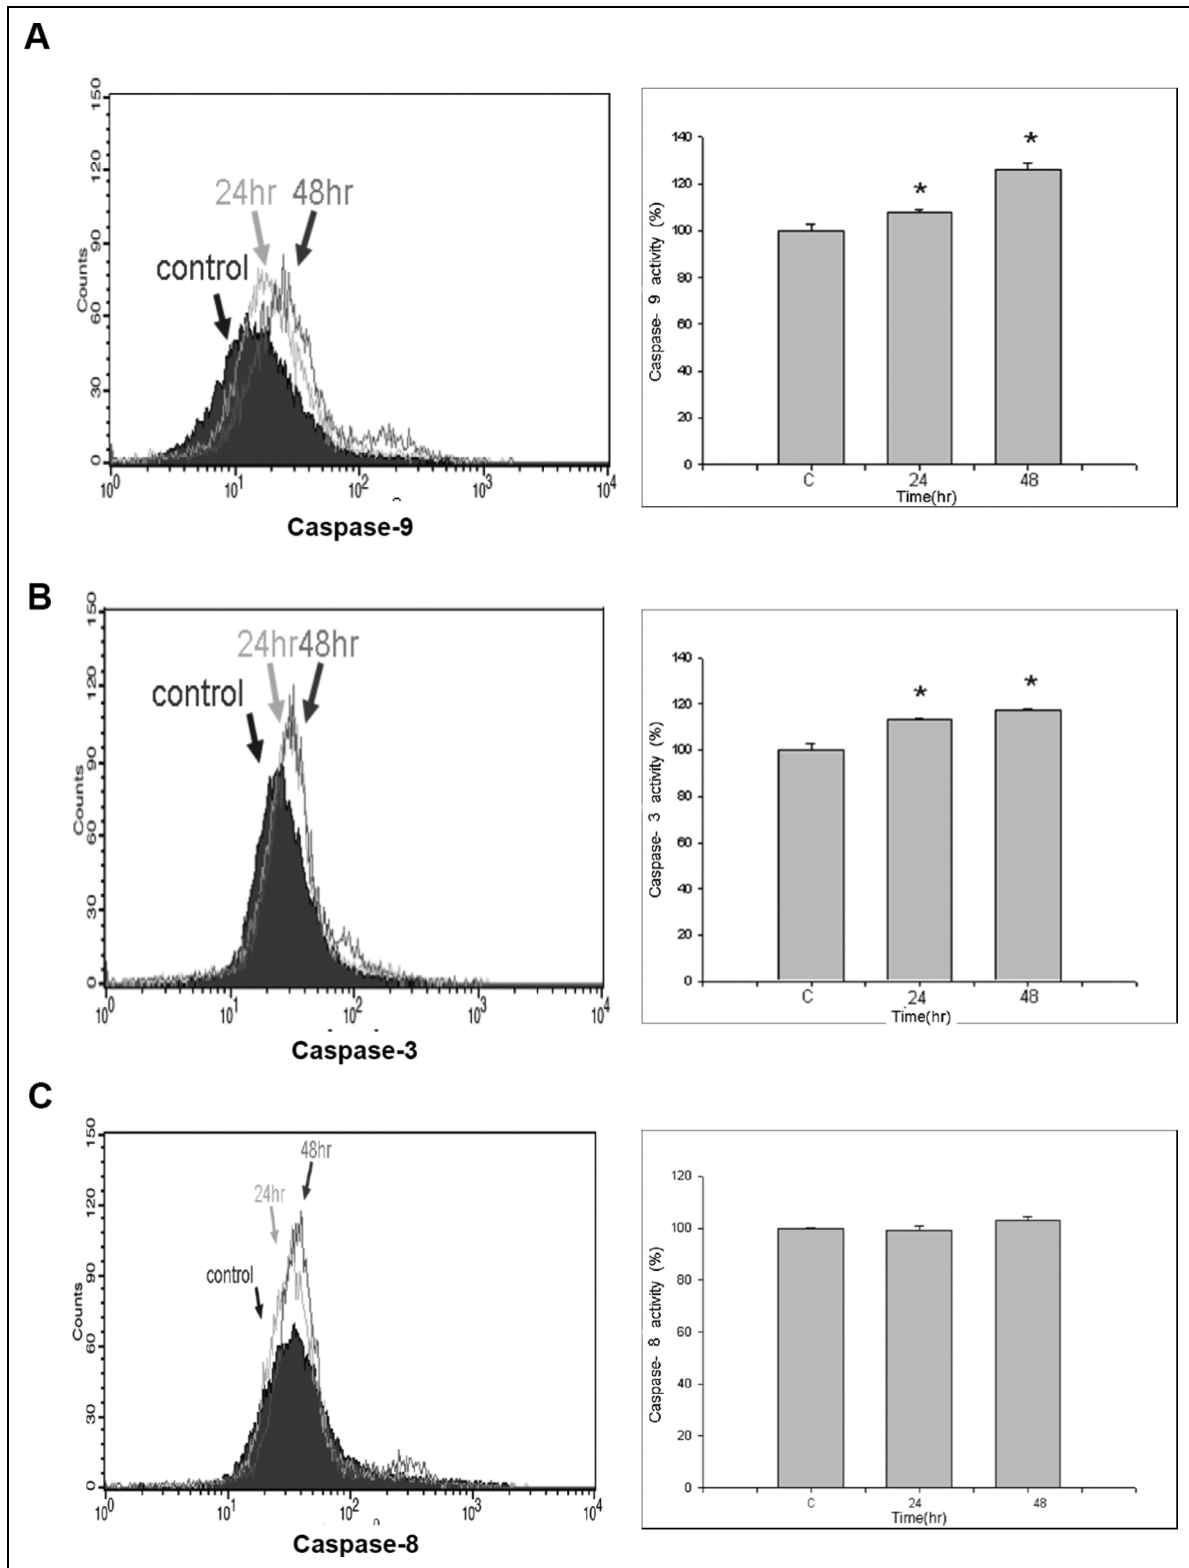 A
150
120
90
60
30
0
Counts
24hr 48hr
control
10^0 10^1 10^2 10^3 10^4
Caspase-9
140
120
100
80
60
40
20
0
Caspase- 9 activity (%)
*
*
C 24 48
Time(hr)
B
150
120
90
60
30
0
Counts
24hr48hr
control
10^0 10^1 10^2 10^3 10^4
Caspase-3
140
120
100
80
60
40
20
0
Caspase- 3 activity (%)
* *
C 24 48
Time(hr)
C
150
120
90
60
30
0
Counts
48hr
24hr
control
10^0 10^1 10^2 10^3 10^4
Caspase-8
120
100
80
60
40
20
0
Caspase- 8 activity (%)
C 24 48
Time(hr)